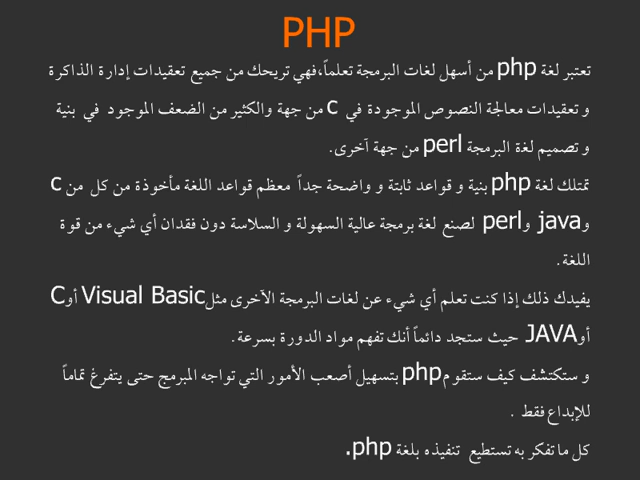 PHP
تعتبر لغة php من أسهل لغات البرمجة تعلماً،فهي تريحك من جميع تعقيدات إدارة الذاكرة
و تعقيدات معالجة النصوص الموجودة في c من جهة والكثير من الضعف الموجود في بنية
و تصميم لغة البرمجة perl من جهة آخرى.
تمتلك لغة php بنية و قواعد ثابتة و واضحة جداً معظم قواعد اللغة مأخوذة من كل من c
وjava وperl لصنع لغة برمجة عالية السهولة و السلاسة دون فقدان أي شيء من قوة
اللغة.
يفيدك ذلك إذا كنت تعلم أي شيء عن لغات البرمجة الآخرى مثلVisual Basic أوC
أوJAVA حيث ستجد دائماً أنك تفهم مواد الدورة بسرعة.
و ستكتشف كيف ستقوم php بتسهيل أصعب الأمور التي تواجه المبرمج حتى يتفرغ تماماً
للإبداع فقط .
كل ما تفكر به تستطيع تنفيذه بلغة php.